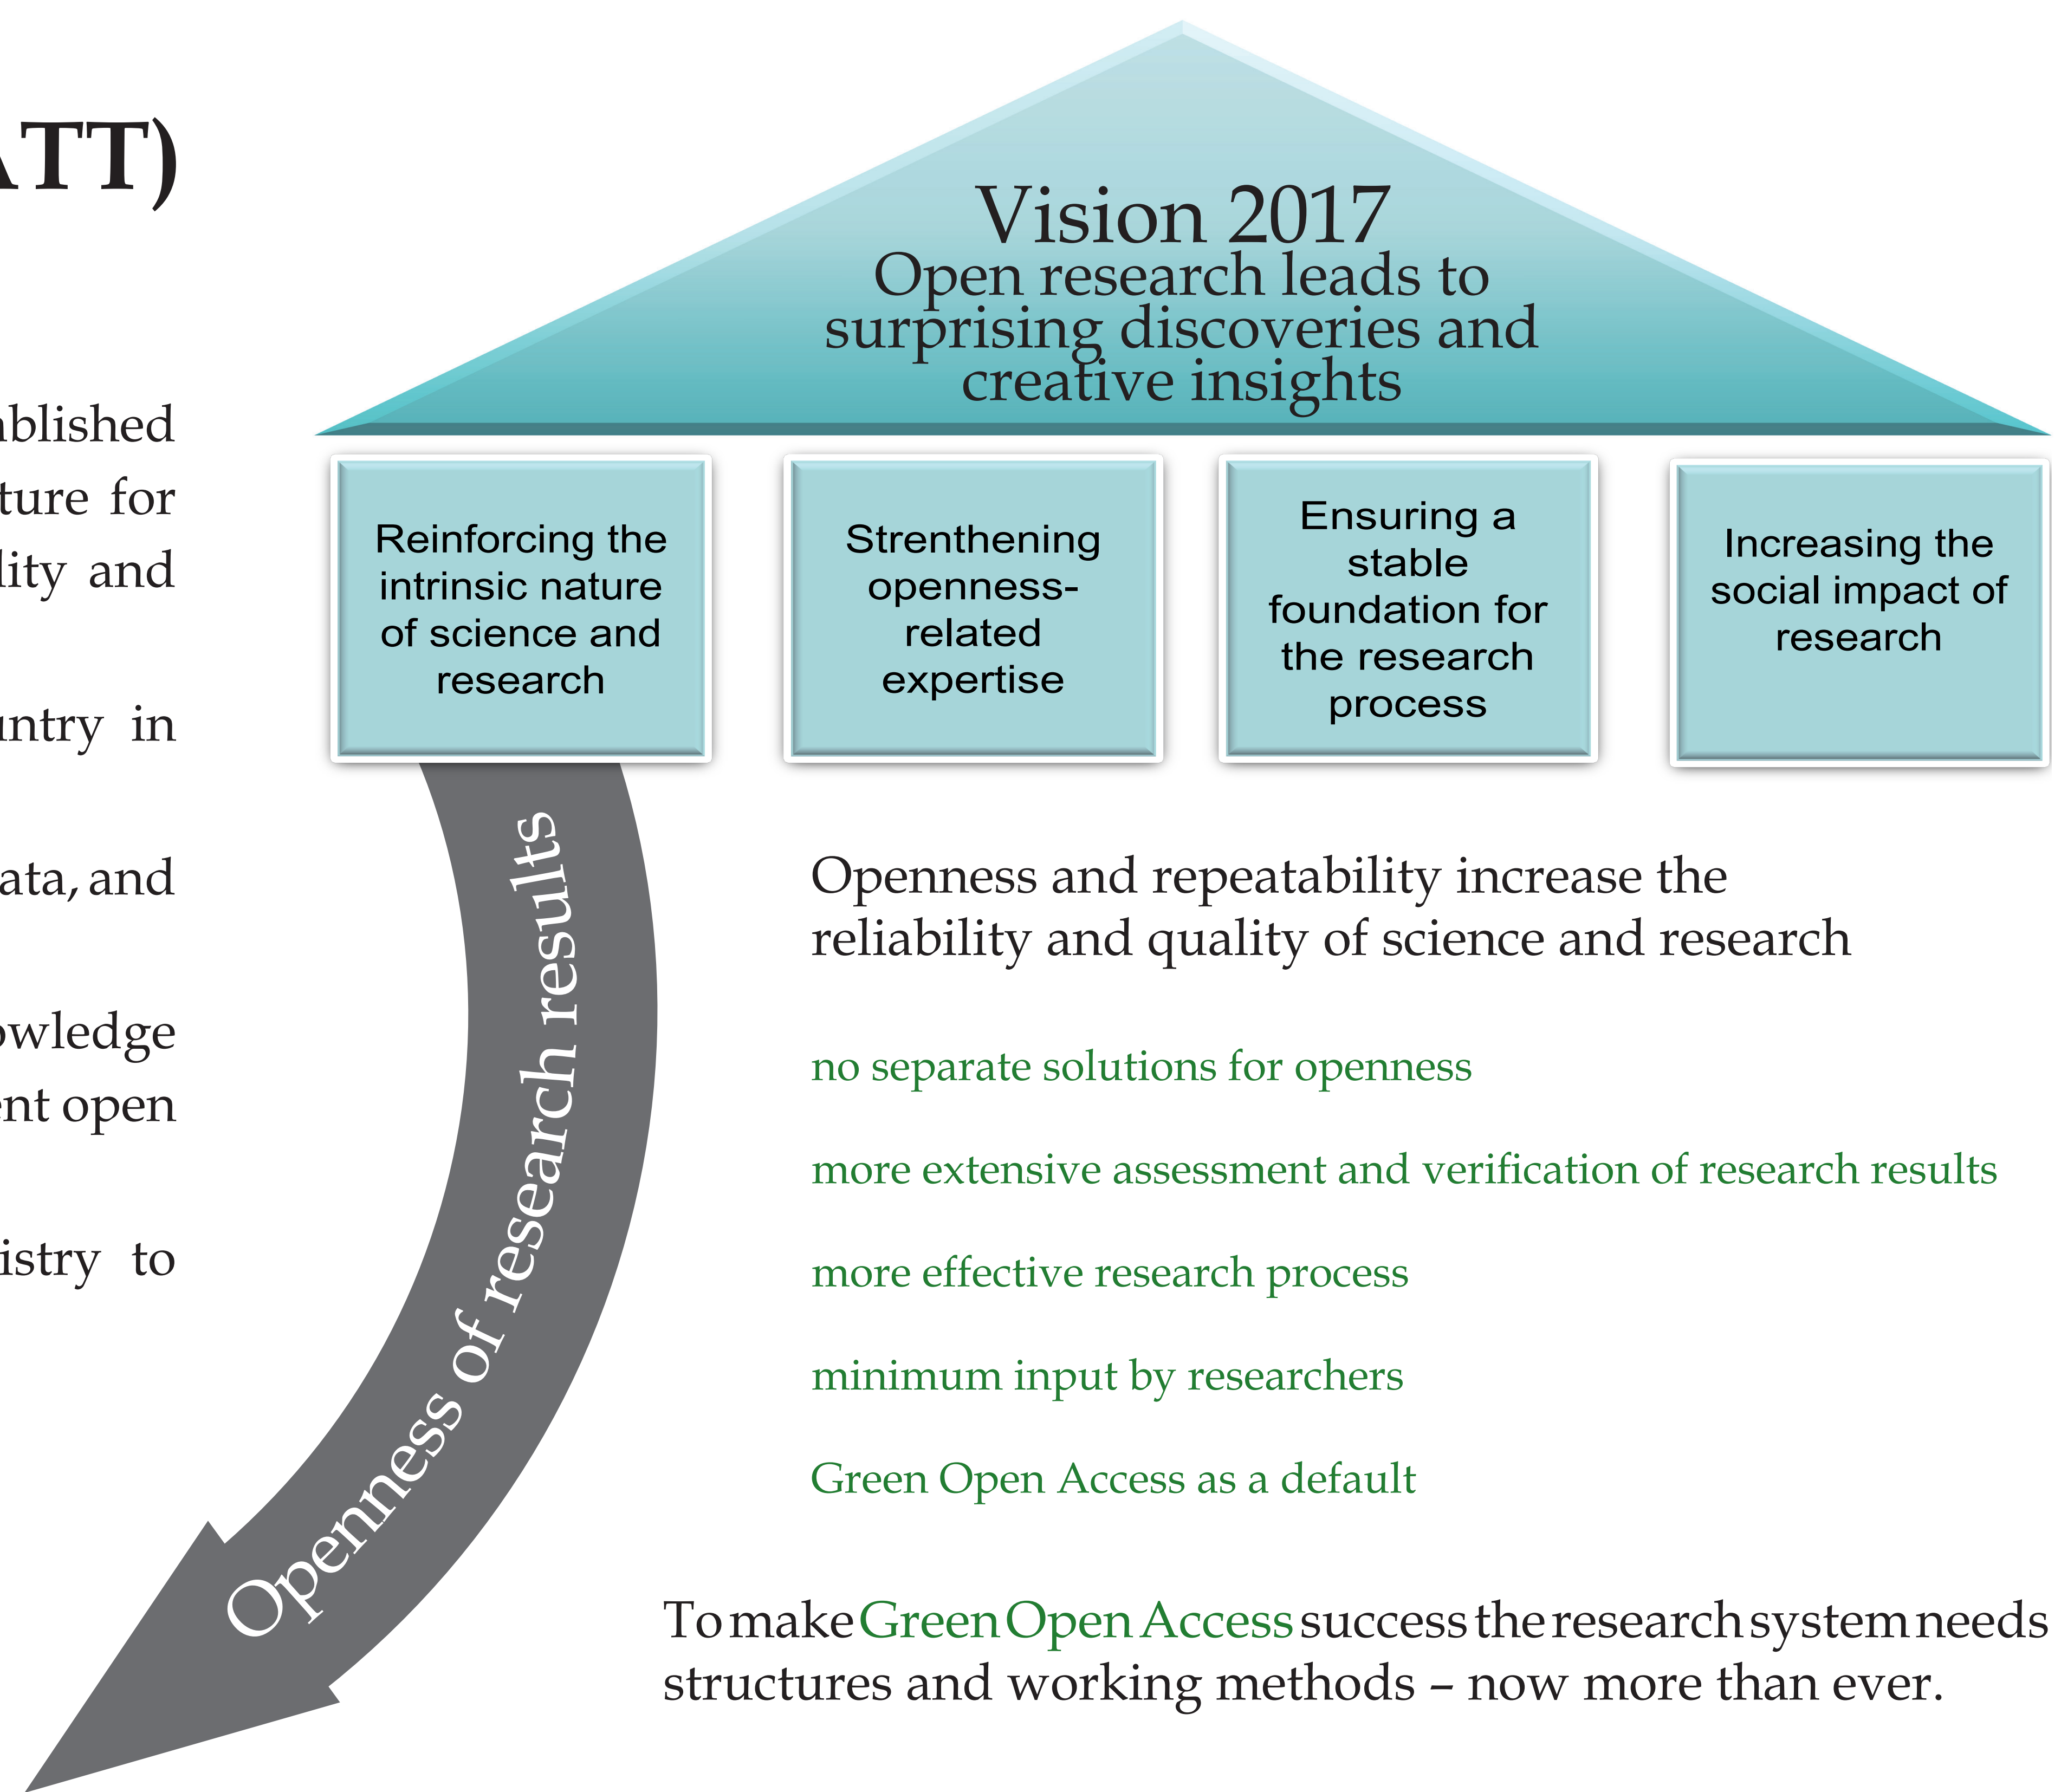 ATT)
ablished
ture for
lity and
untry in
ata, and
owledge
ent open
istry to
Vision 2017
Open research leads to
surprising discoveries and
creative insights
Reinforcing the
intrinsic nature
of science and
research
Strenthening
openness-
related
expertise
Ensuring a
stable
foundation for
the research
process
Increasing the
social impact of
research
Openness of research results
Openness and repeatability increase the
reliability and quality of science and research
no separate solutions for openness
more extensive assessment and verification of research results
more effective research process
minimum input by researchers
Green Open Access as a default
To make Green Open Access success the research system needs
structures and working methods – now more than ever.